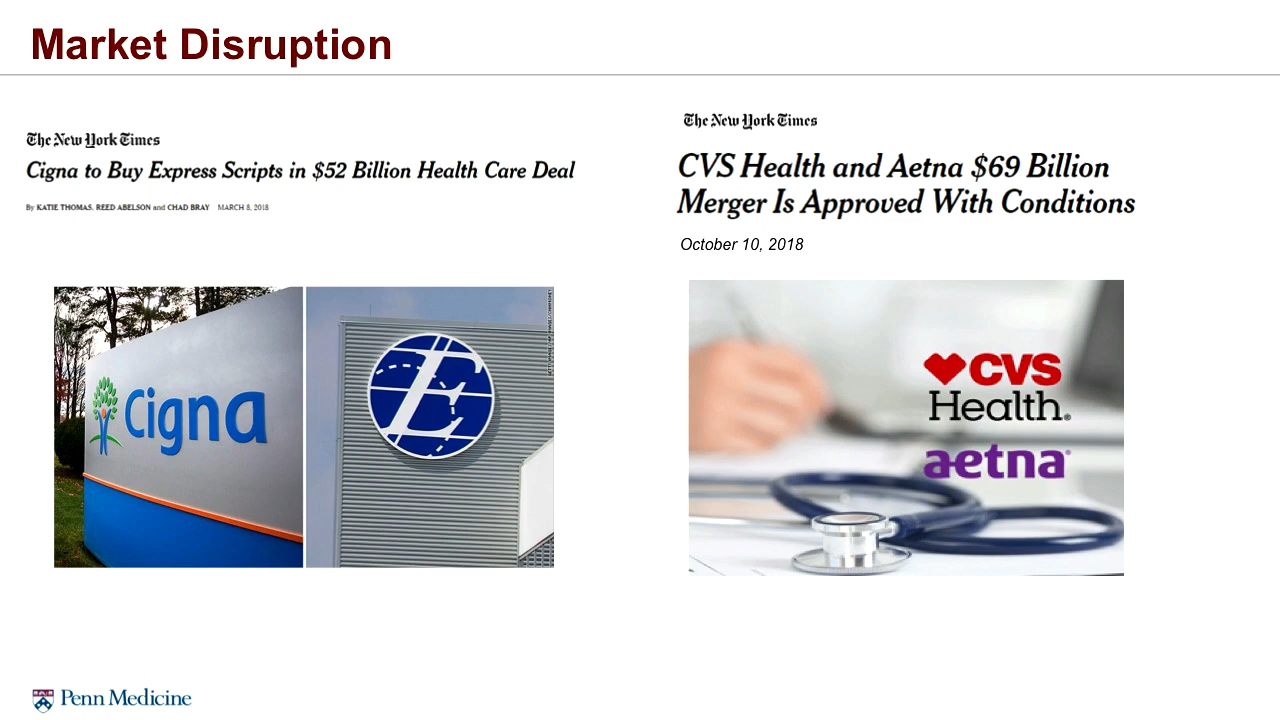 Market Disruption
The New York Times
Cigna to Buy Express Scripts in $52 Billion Health Care Deal
By KATIE THOMAS, REED ABELSON and CHAD BRAY MARCH 8, 2018
Cigna
E
The New York Times
CVS Health and Aetna $69 Billion
Merger Is Approved With Conditions
October 10, 2018
CVS
Health®
aetna®
Penn Medicine